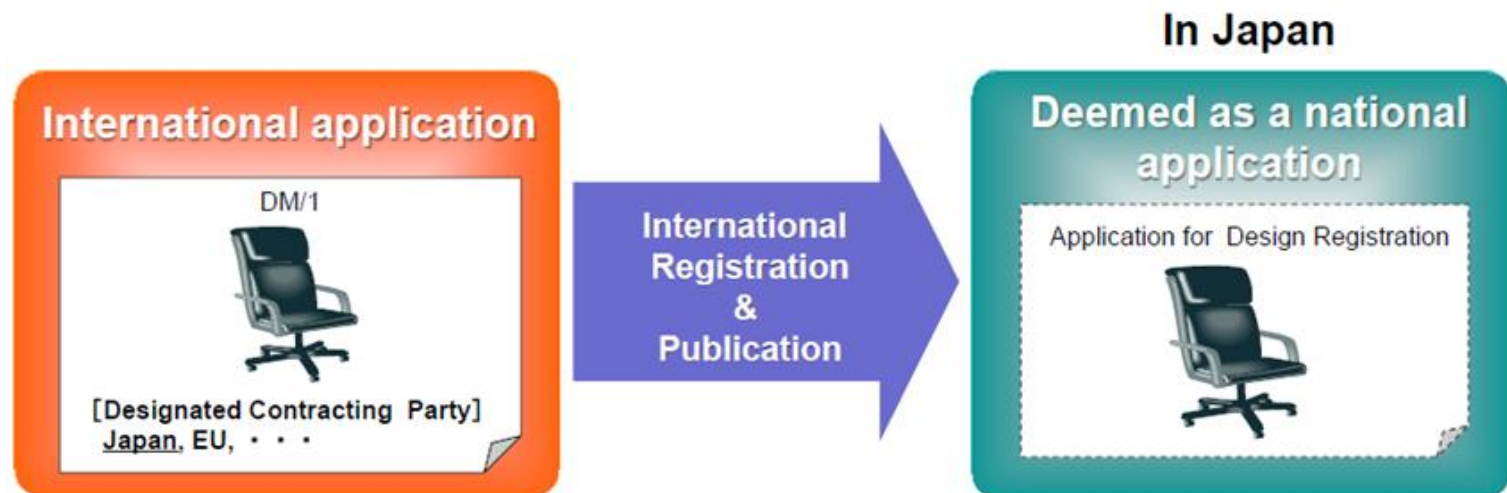 In Japan
International application
DM/1
[Designated Contracting Party]
Japan, EU, ・ ・ ・
International
Registration
&
Publication
Deemed as a national
application
Application for Design Registration